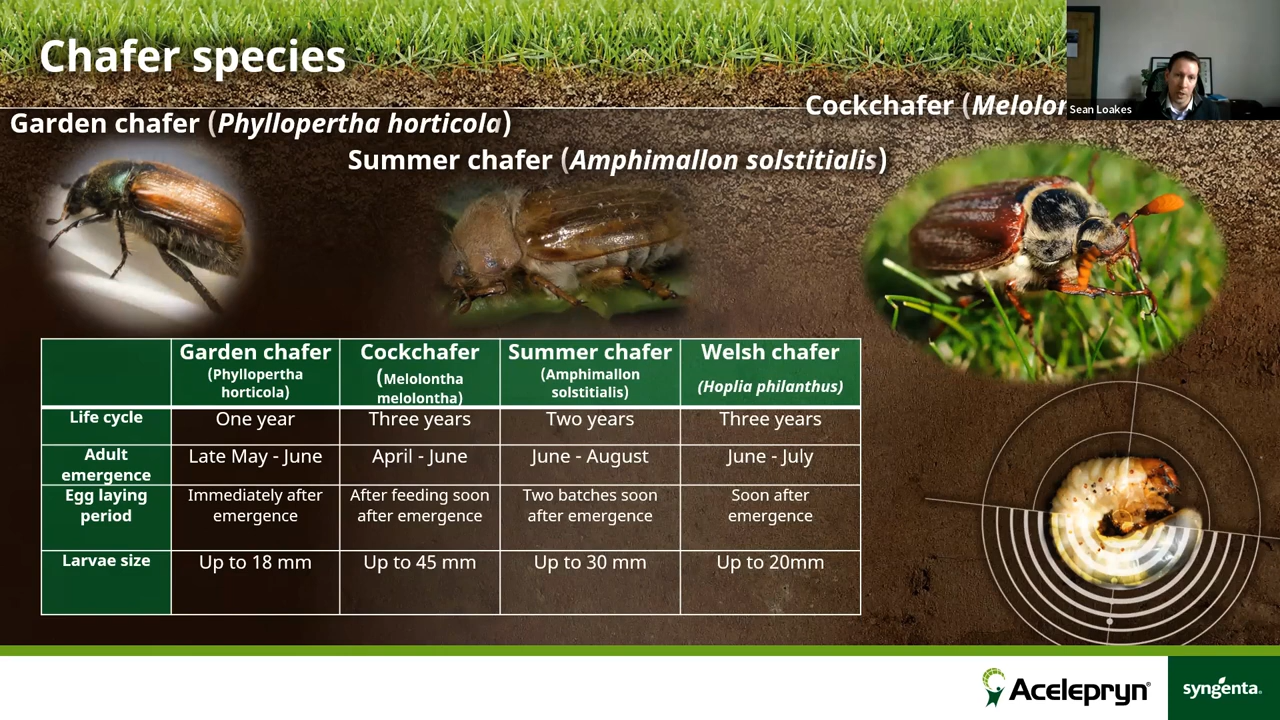 Chafer species
Sean Loakes
Cockchafer (Melolon
Garden chafer (Phyllopertha horticola)
Summer chafer (Amphimallon solstitialis)
Garden chafer Cockchafer Summer chafer Welsh chafer
(Phyllopertha (Melolontha (Amphimallon (Hoplia philanthus)
horticola) melolontha) solstitialis)
Life cycle One year Three years Two years Three years
Adult Late May - June April - June June - August June - July
emergence
Egg laying Immediately after After feeding soon Two batches soon Soon after
period emergence after emergence after emergence emergence
Larvae size Up to 18 mm Up to 45 mm Up to 30 mm Up to 20mm
Acelepryn®
syngenta®